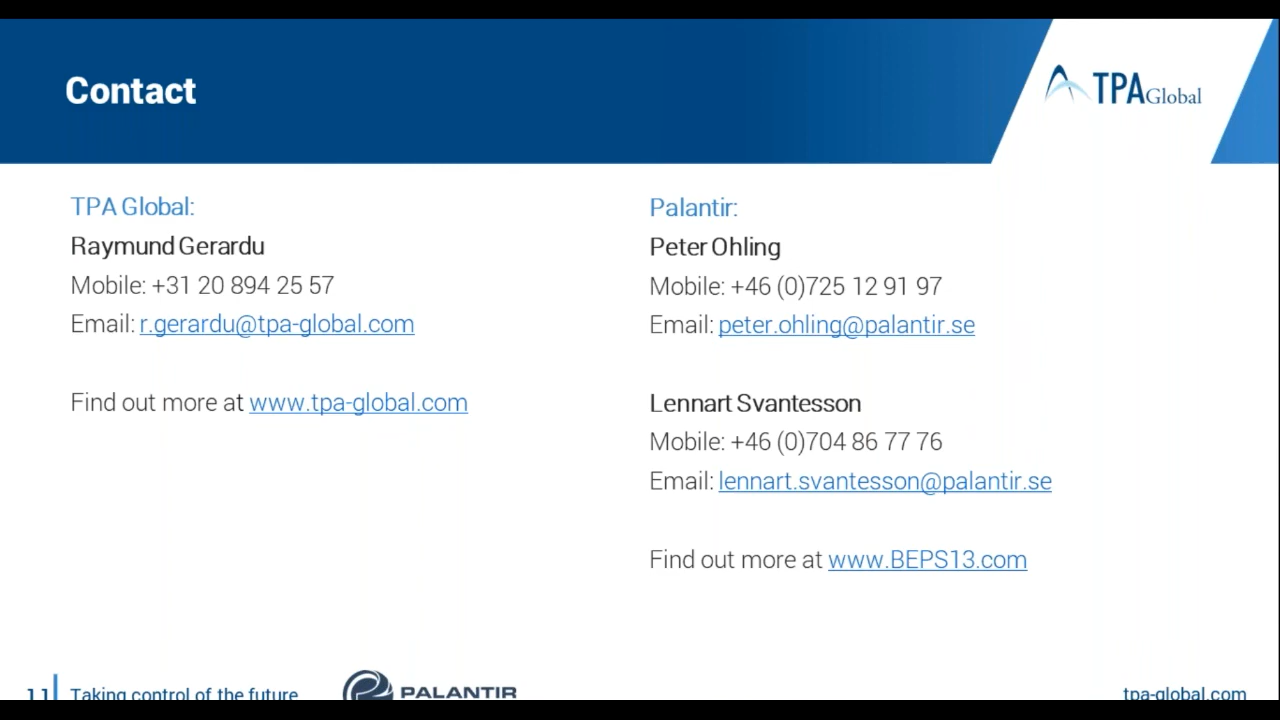 Contact
TPA Global
TPA Global:
Raymund Gerardu
Mobile: +31 20 894 25 57
Email: r.gerardu@tpa-global.com
Find out more at www.tpa-global.com
Palantir:
Peter Ohling
Mobile: +46 (0)725 12 91 97
Email: peter.ohling@palantir.se
Lennart Svantesson
Mobile: +46 (0)704 86 77 76
Email: lennart.svantesson@palantir.se
Find out more at www.BEPS13.com
11 Taking control of the future
PALANTIR
tpa-global.com